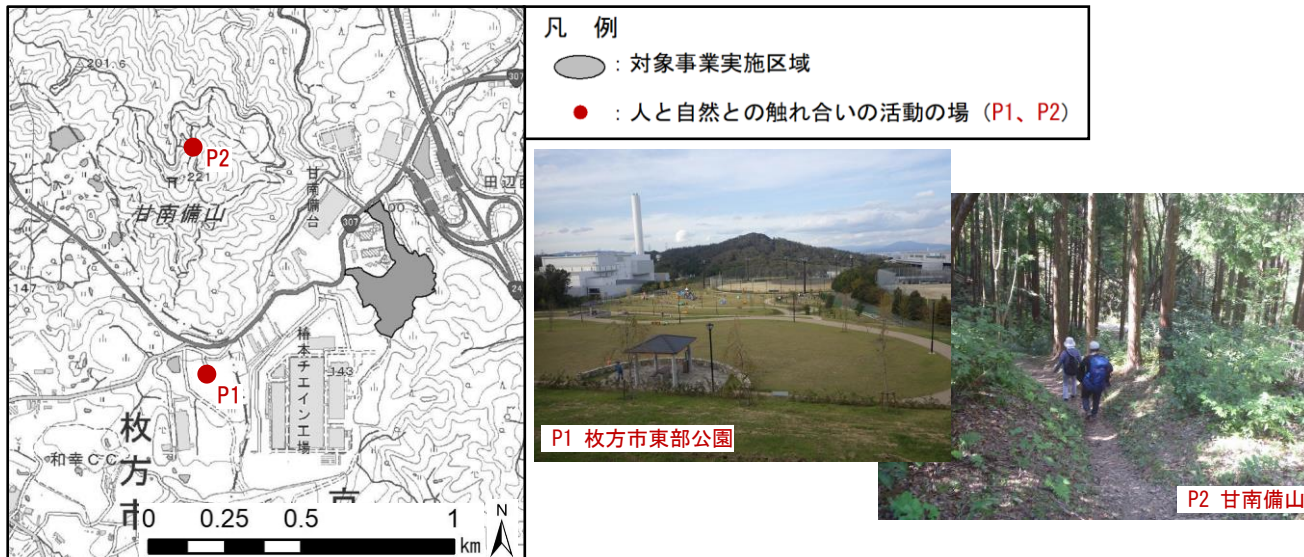 凡 例
：対象事業実施区域
：人と自然との触れ合いの活動の場（P1、P2）
201.6
307
P2
221
甘南備山
甘南備台
307
田辺西
147
P1
椿本チエイン工場
143
枚方市
和幸CC
0 0.25 0.5 1
km
N
P1 枚方市東部公園
P2 甘南備山